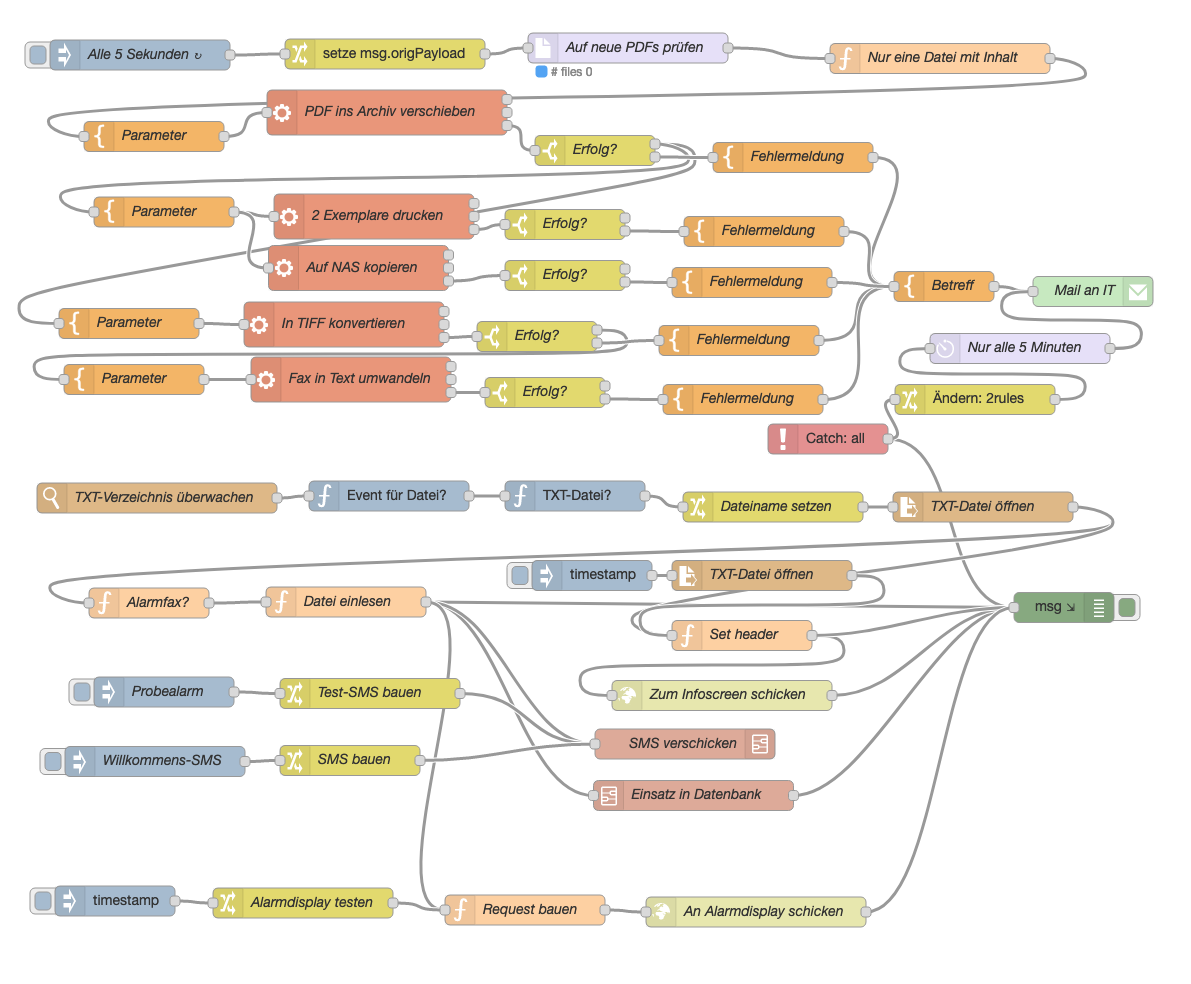 Alle 5 Sekunden ↻
setze msg.origPayload
Auf neue PDFs prüfen
# files 0
Nur eine Datei mit Inhalt
PDF ins Archiv verschieben
Parameter
Erfolg?
Fehlermeldung
Parameter
2 Exemplare drucken
Erfolg?
Fehlermeldung
Auf NAS kopieren
Erfolg?
Fehlermeldung
Betreff
Mail an IT
Parameter
In TIFF konvertieren
Erfolg?
Fehlermeldung
Nur alle 5 Minuten
Parameter
Fax in Text umwandeln
Erfolg?
Fehlermeldung
Ändern: 2rules
Catch: all
TXT-Verzeichnis überwachen
Event für Datei?
TXT-Datei?
Dateiname setzen
TXT-Datei öffnen
timestamp
TXT-Datei öffnen
Alarmfax?
Datei einlesen
msg ⇲
Set header
Probealarm
Test-SMS bauen
Zum Infoscreen schicken
SMS verschicken
Willkommens-SMS
SMS bauen
Einsatz in Datenbank
timestamp
Alarmdisplay testen
Request bauen
An Alarmdisplay schicken